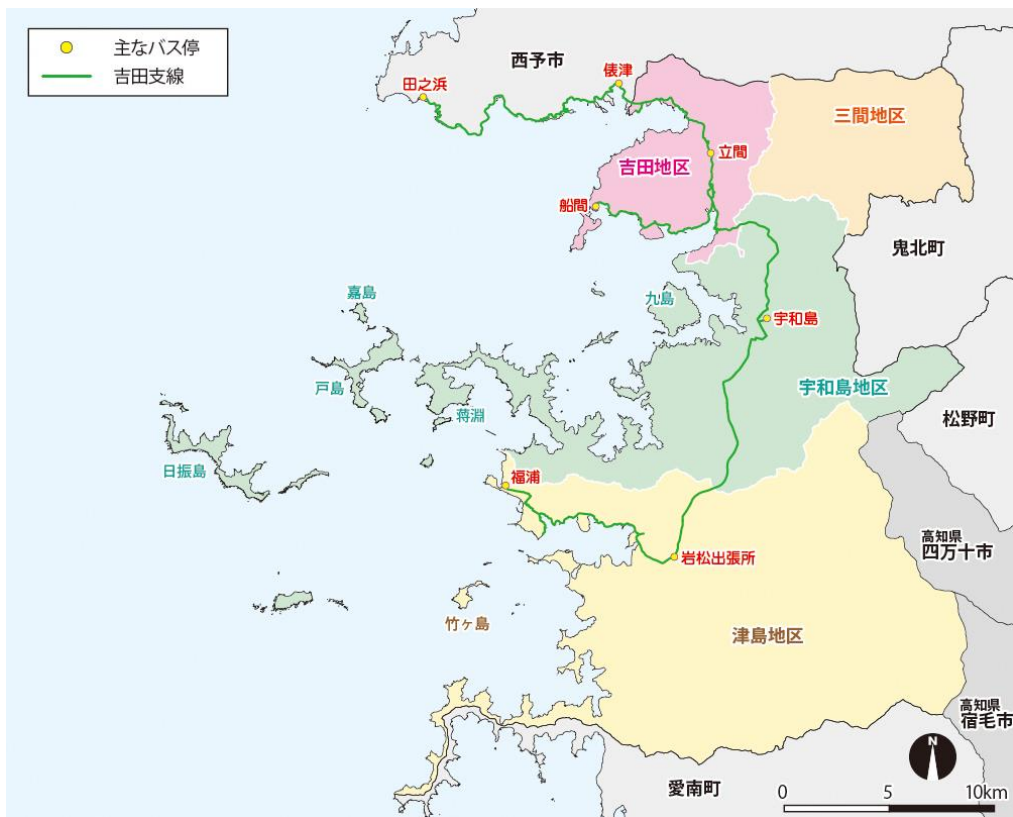 主なバス停
吉田支線
西予市
俵津
田之浜
三間地区
立間
吉田地区
船間
鬼北町
嘉島
九島
宇和島
戸島
宇和島地区
蒋淵
松野町
日振島
福浦
高知県
四万十市
岩松出張所
竹ヶ島
津島地区
高知県
宿毛市
N
愛南町
0 5 10km